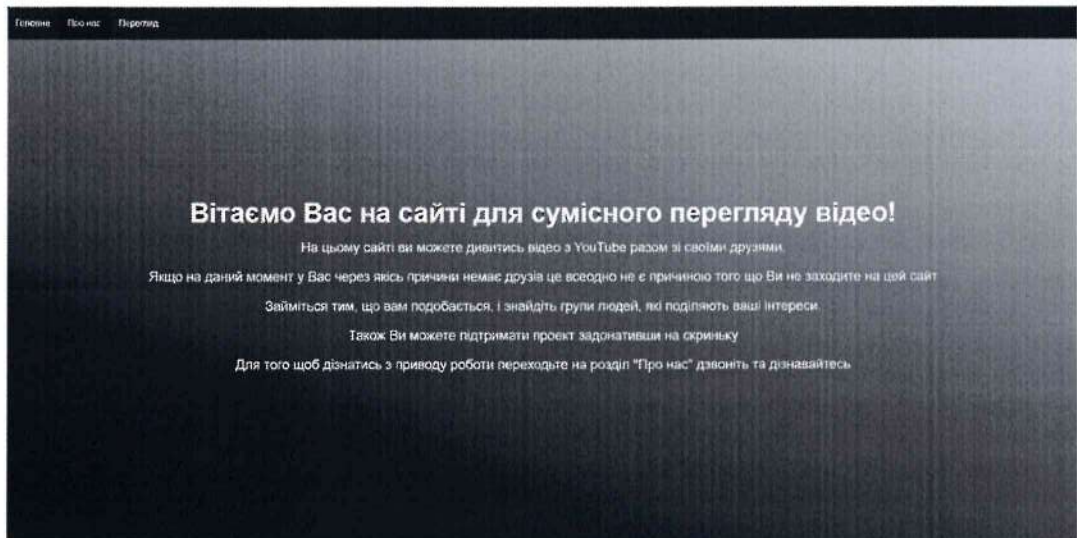 Головна Про нас Перегляд
Вітаємо Вас на сайті для сумісного перегляду відео!
На цьому сайті ви можете дивитись відео з YouTube разом зі своїми друзями.
Якщо на даний момент у Вас через якісь причини немає друзів це всеодно не є причиною того що Ви не заходите на цей сайт
Займіться тим, що вам подобається, і знайдіть групи людей, які поділяють ваші інтереси
Також Ви можете підтримати проект задонативши на скриньку
Для того щоб дізнатись з приводу роботи переходьте на розділ "Про нас" дзвоніть та дізнавайтесь